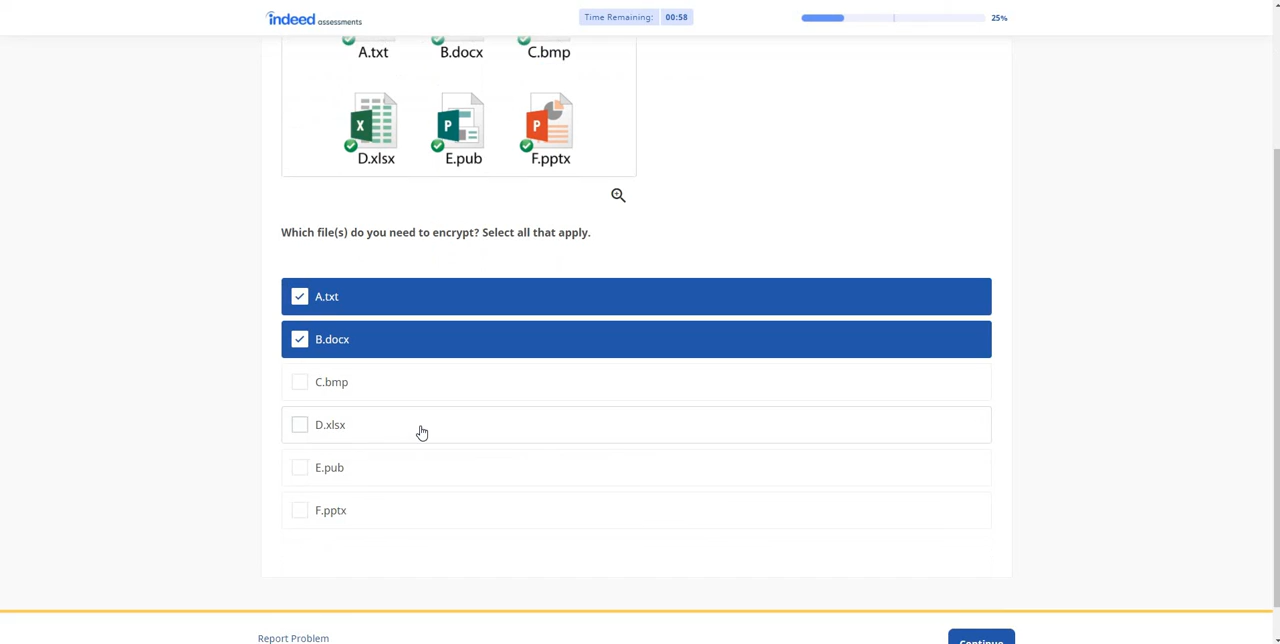 indeed assessments
Time Remaining: 00:58
25%
A.txt B.docx C.bmp
X P P
D.xlsx E.pub F.pptx
Which file(s) do you need to encrypt? Select all that apply.
A.txt
B.docx
C.bmp
D.xlsx
E.pub
F.pptx
Report Problem
Continue